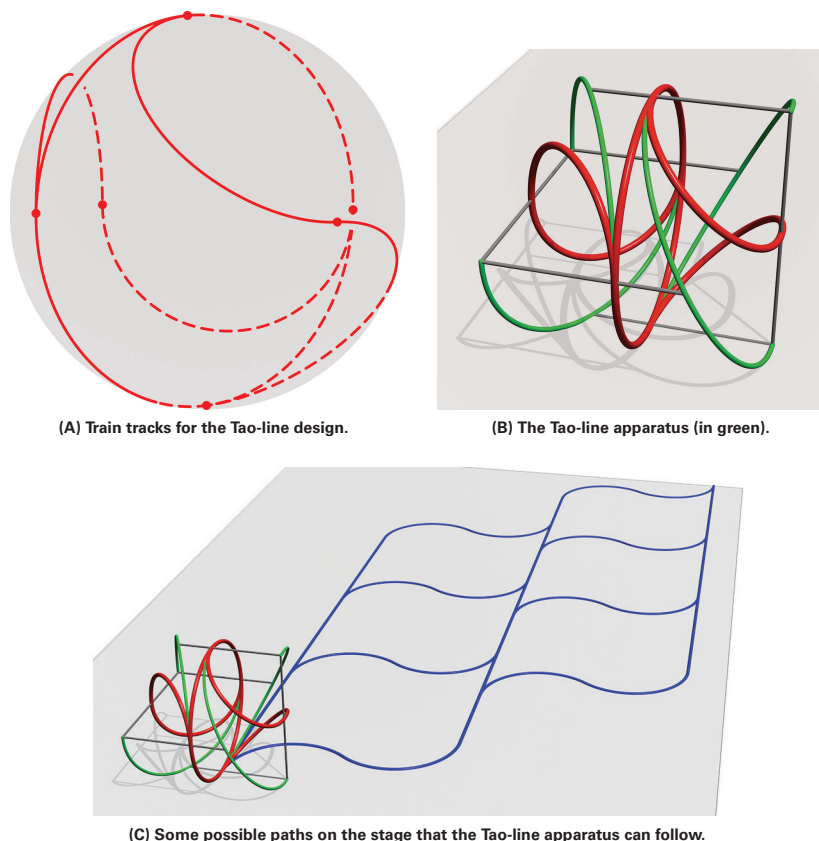 (A) Train tracks for the Tao-line design.
(B) The Tao-line apparatus (in green).
(C) Some possible paths on the stage that the Tao-line apparatus can follow.